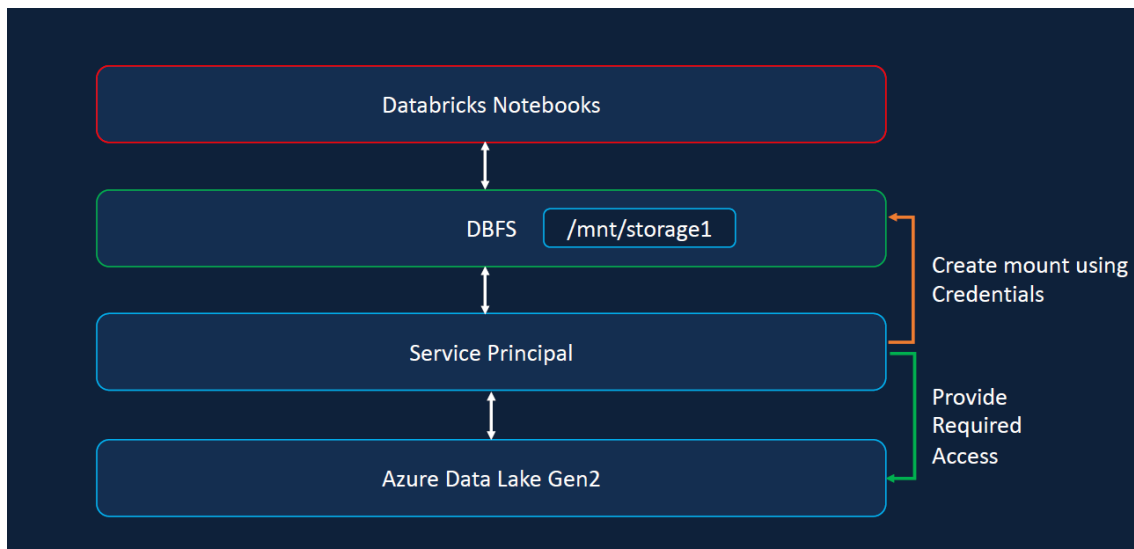 Databricks Notebooks
DBFS
/mnt/storage1
Create mount using
Credentials
Service Principal
Provide
Required
Access
Azure Data Lake Gen2